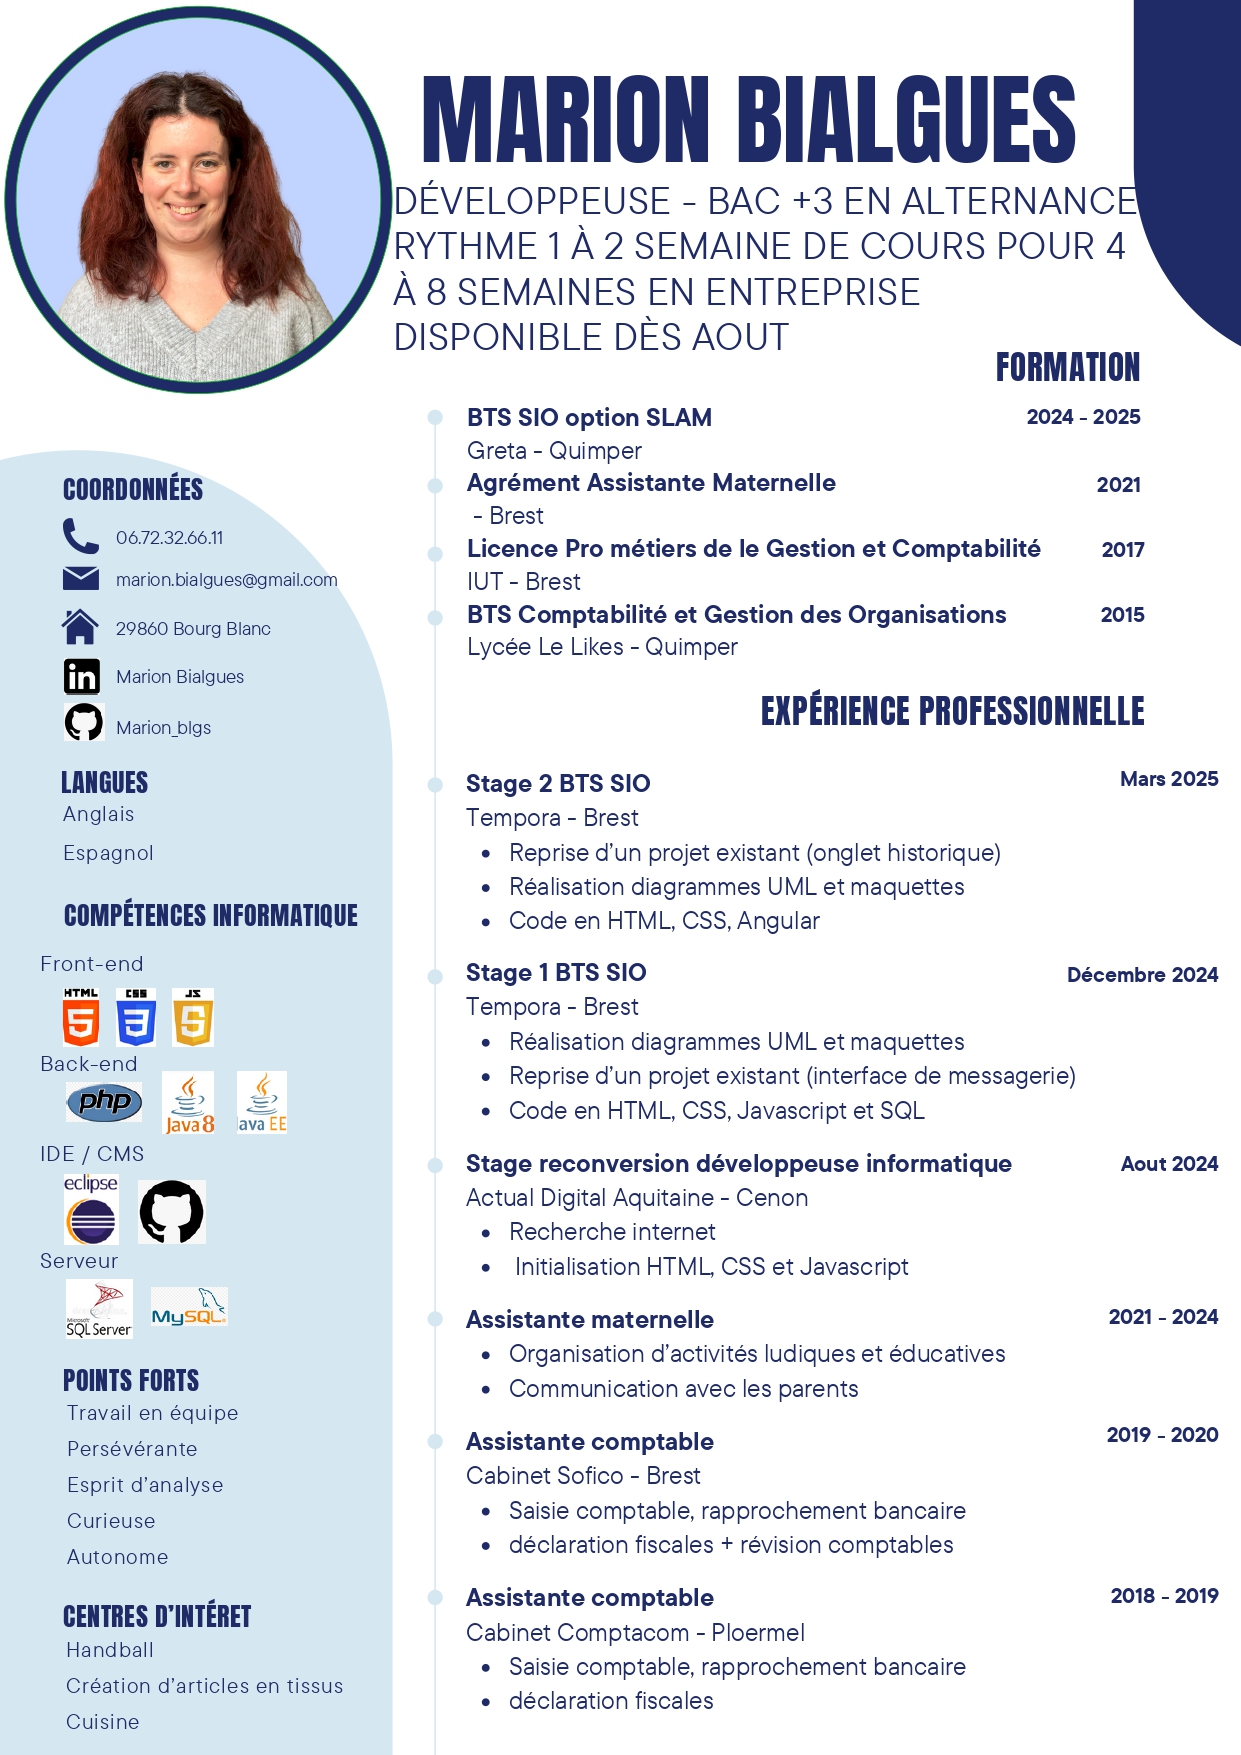 MARION BIALGUES
DÉVELOPPEUSE - BAC +3 EN ALTERNANCE
RYTHME 1 À 2 SEMAINE DE COURS POUR 4
À 8 SEMAINES EN ENTREPRISE
DISPONIBLE DÈS AOUT
FORMATION
BTS SIO option SLAM 2024 - 2025
Greta - Quimper
Agrément Assistante Maternelle 2021
- Brest
Licence Pro métiers de le Gestion et Comptabilité 2017
IUT - Brest
BTS Comptabilité et Gestion des Organisations 2015
Lycée Le Likes - Quimper
EXPÉRIENCE PROFESSIONNELLE
Stage 2 BTS SIO Mars 2025
Tempora - Brest
• Reprise d'un projet existant (onglet historique)
• Réalisation diagrammes UML et maquettes
• Code en HTML, CSS, Angular
Stage 1 BTS SIO Décembre 2024
Tempora - Brest
• Réalisation diagrammes UML et maquettes
• Reprise d'un projet existant (interface de messagerie)
• Code en HTML, CSS, Javascript et SQL
Stage reconversion développeuse informatique Aout 2024
Actual Digital Aquitaine - Cenon
• Recherche internet
• Initialisation HTML, CSS et Javascript
Assistante maternelle 2021 - 2024
• Organisation d'activités ludiques et éducatives
• Communication avec les parents
Assistante comptable 2019 - 2020
Cabinet Sofico - Brest
• Saisie comptable, rapprochement bancaire
• déclaration fiscales + révision comptables
Assistante comptable 2018 - 2019
Cabinet Comptacom - Ploermel
• Saisie comptable, rapprochement bancaire
• déclaration fiscales
COORDONNÉES
06.72.32.66.11
marion.bialgues@gmail.com
29860 Bourg Blanc
in Marion Bialgues
Marion_blgs
LANGUES
Anglais
Espagnol
COMPÉTENCES INFORMATIQUE
Front-end
HTML CSS JS
5 3 S
Back-end
php Java 8 Java EE
IDE / CMS
eclipse
Serveur
Microsoft
SQL Server MySQL
POINTS FORTS
Travail en équipe
Persévérante
Esprit d'analyse
Curieuse
Autonome
CENTRES D'INTÉRET
Handball
Création d'articles en tissus
Cuisine